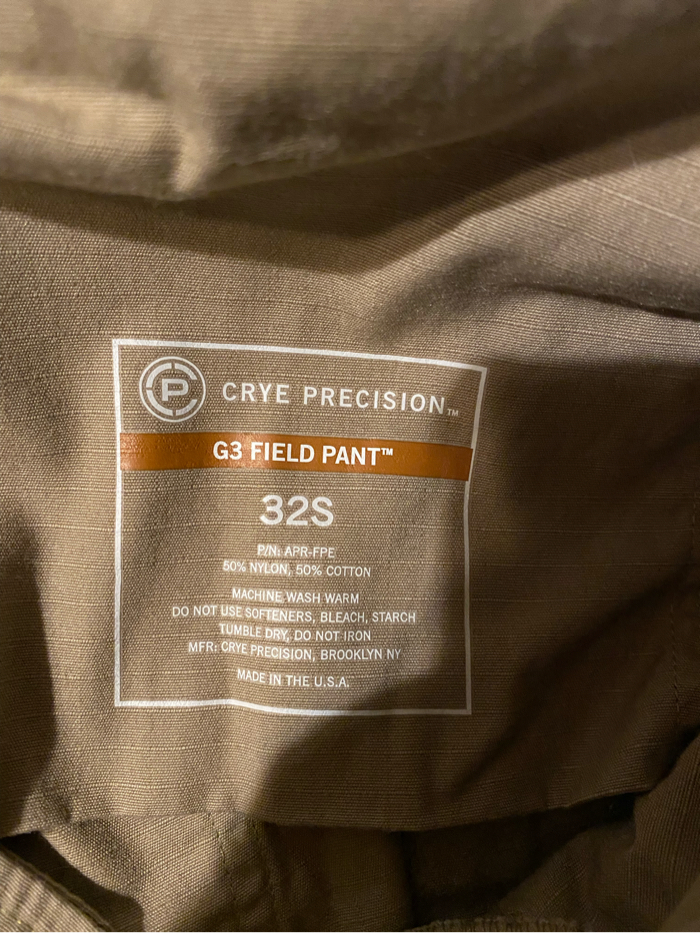 CP CRYE PRECISION™
G3 FIELD PANT™
32S
P/N: APR-FPE
50% NYLON, 50% COTTON
MACHINE WASH WARM
DO NOT USE SOFTENERS, BLEACH, STARCH
TUMBLE DRY, DO NOT IRON
MFR: CRYE PRECISION, BROOKLYN NY
MADE IN THE U.S.A.